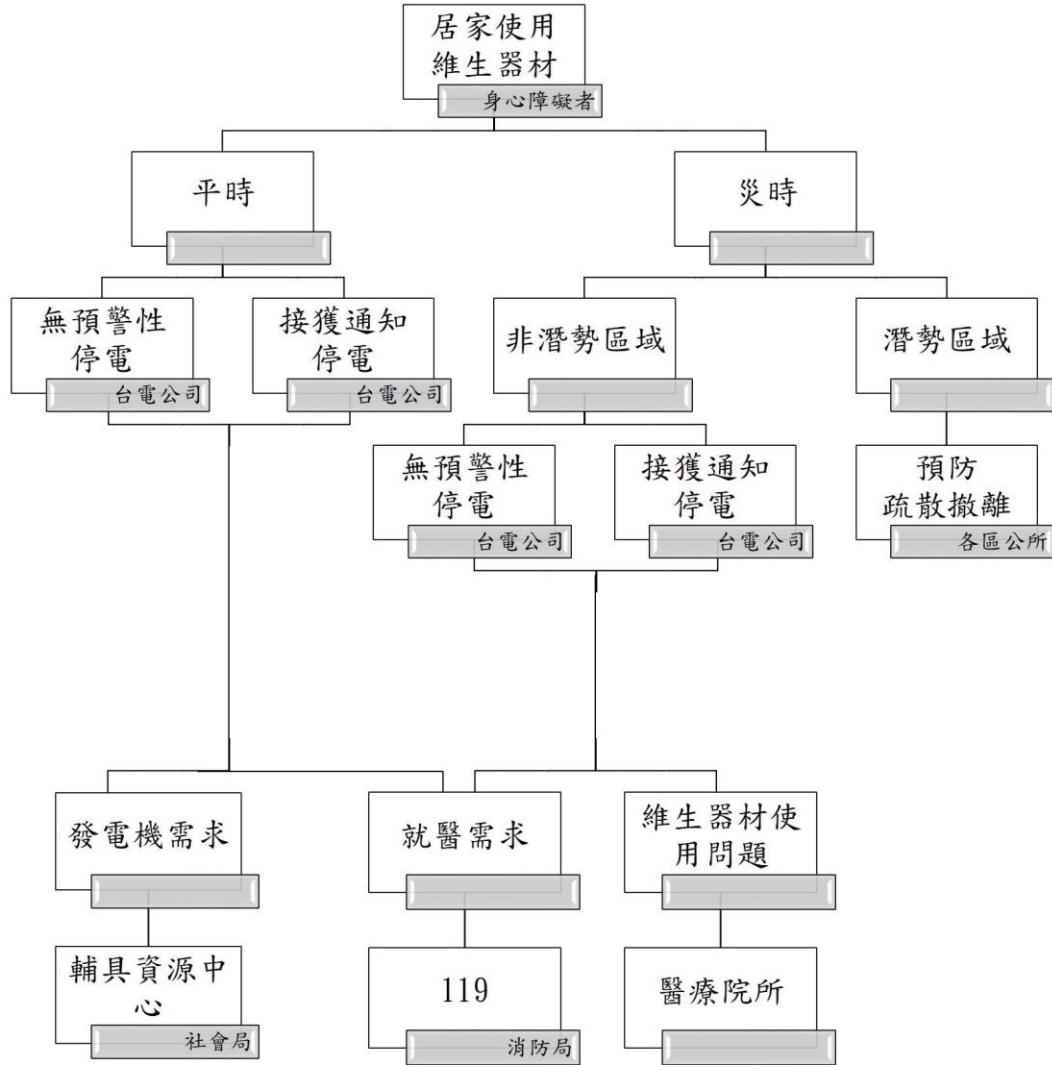 居家使用
維生器材
身心障礙者
平時
災時
無預警性
停電
台電公司
接獲通知
停電
台電公司
非潛勢區域
潛勢區域
無預警性
停電
台電公司
接獲通知
停電
台電公司
預防
疏散撤離
各區公所
發電機需求
就醫需求
維生器材使
用問題
輔具資源中
心
社會局
119
消防局
醫療院所